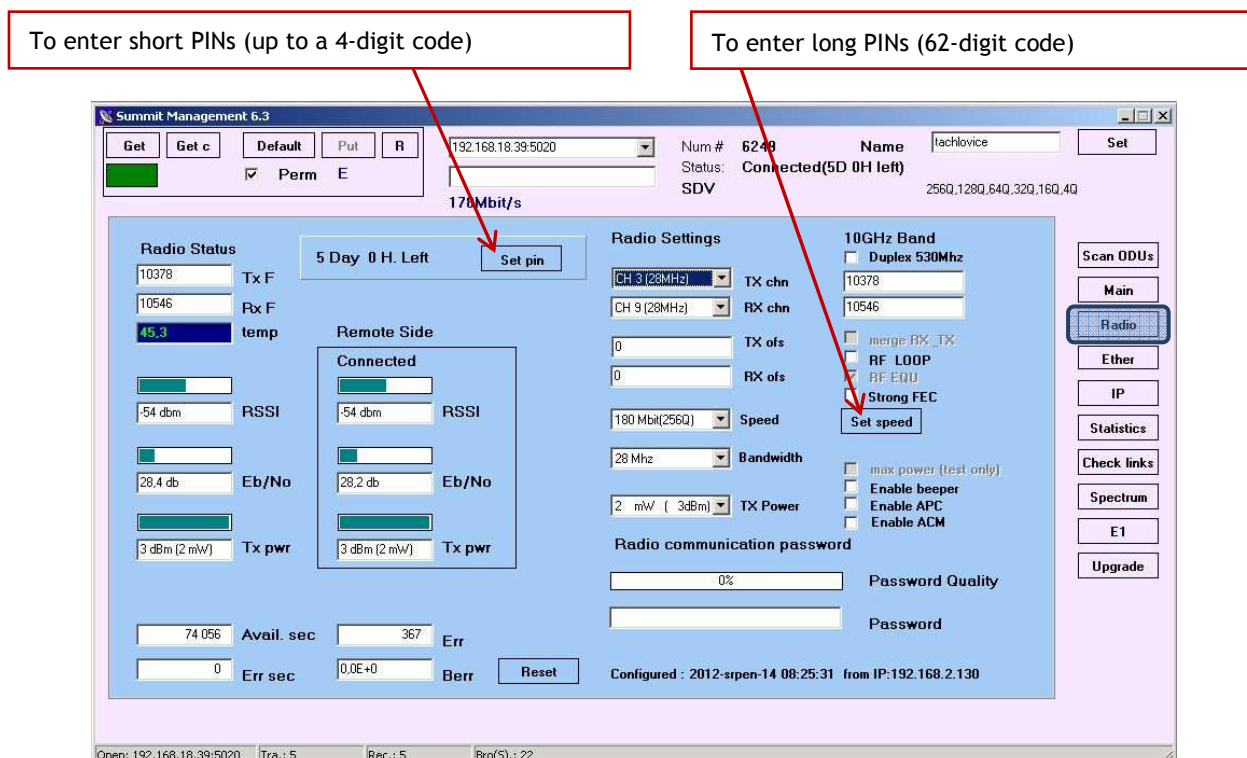 To enter short PINs (up to a 4-digit code)
To enter long PINs (62-digit code)
Summit Management 6.3
Get Get c Default Put R
Perm E
192.168.18.39:5020
178Mbit/s
Num # 6249 Name tachlovice Set
Status: Connected(5D 0H left)
SDV 256Q,128Q,64Q,32Q,16Q,4Q
Radio Status
5 Day 0 H. Left Set pin
10378 Tx F
10546 Rx F
45,3 temp
Remote Side
Connected
-54 dbm RSSI -54 dbm RSSI
28,4 db Eb/No 28,2 db Eb/No
3 dBm (2 mW) Tx pwr 3 dBm (2 mW) Tx pwr
74 056 Avail. sec 367 Err
0 Err sec 0,0E+0 Berr Reset
Radio Settings
CH 3 (28MHz) TX chn
CH 9 (28MHz) RX chn
0 TX ofs
0 RX ofs
180 Mbit(256Q) Speed
28 Mhz Bandwidth
2 mW ( 3dBm) TX Power
10GHz Band
Duplex 530Mhz
10378
10546
merge RX_TX
RF LOOP
RF EQU
Strong FEC
Set speed
max power (test only)
Enable beeper
Enable APC
Enable ACM
Radio communication password
0% Password Quality
Password
Configured : 2012-srpen-14 08:25:31 from IP:192.168.2.130
Scan ODUs
Main
Radio
Ether
IP
Statistics
Check links
Spectrum
E1
Upgrade
Open: 192.168.18.39:5020 Tra.: 5 Rec.: 5 Bro(S).: 22